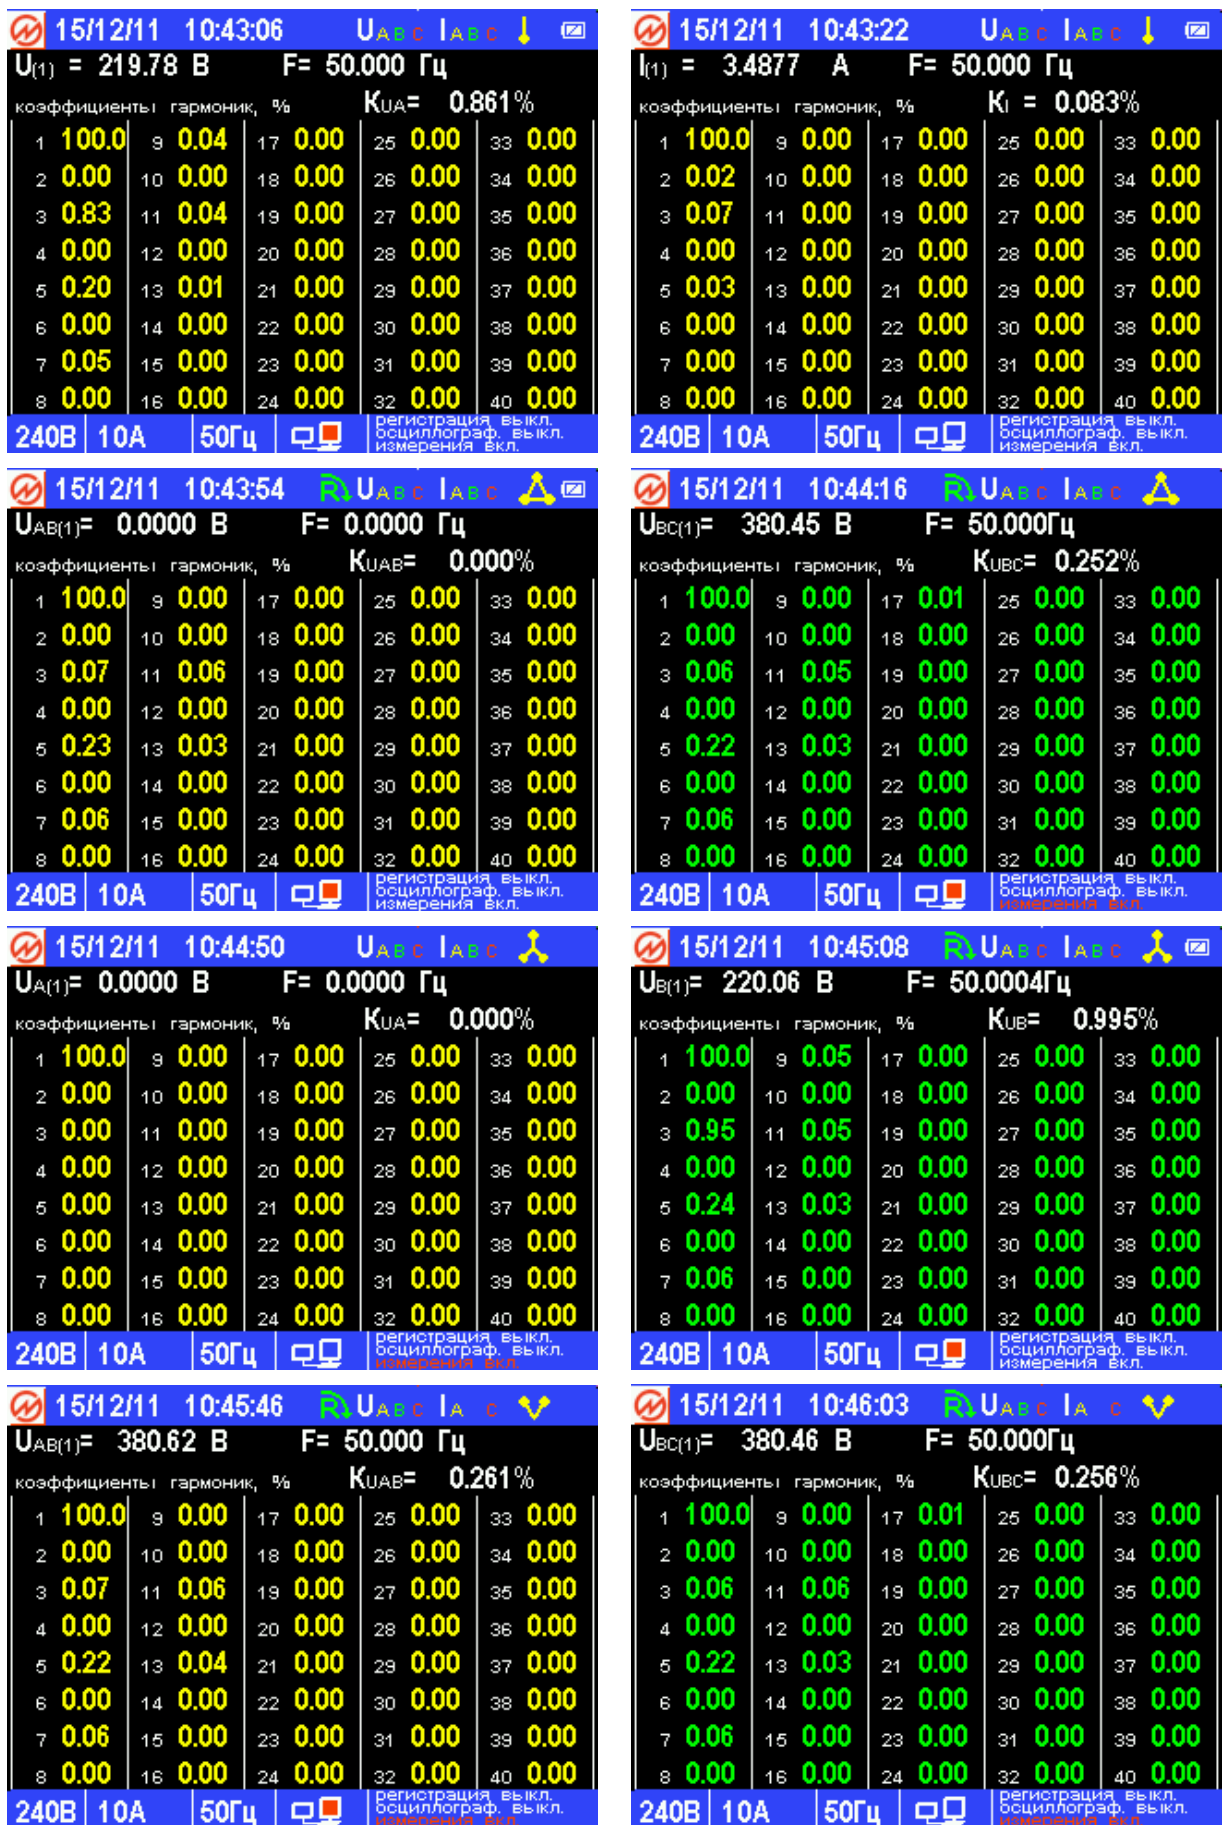 15/12/11 10:43:06 UABC IABC
U(1) = 219.78 В F= 50.000 Гц
коэффициенты гармоник, % KUA= 0.861%
1 100.0 9 0.04 17 0.00 25 0.00 33 0.00
2 0.00 10 0.00 18 0.00 26 0.00 34 0.00
3 0.83 11 0.04 19 0.00 27 0.00 35 0.00
4 0.00 12 0.00 20 0.00 28 0.00 36 0.00
5 0.20 13 0.01 21 0.00 29 0.00 37 0.00
6 0.00 14 0.00 22 0.00 30 0.00 38 0.00
7 0.05 15 0.00 23 0.00 31 0.00 39 0.00
8 0.00 16 0.00 24 0.00 32 0.00 40 0.00
240В 10А 50Гц
регистрация выкл.
осциллограф. выкл.
измерения вкл.
15/12/11 10:43:22 UABC IABC
I(1) = 3.4877 А F= 50.000 Гц
коэффициенты гармоник, % KI = 0.083%
1 100.0 9 0.00 17 0.00 25 0.00 33 0.00
2 0.02 10 0.00 18 0.00 26 0.00 34 0.00
3 0.07 11 0.00 19 0.00 27 0.00 35 0.00
4 0.00 12 0.00 20 0.00 28 0.00 36 0.00
5 0.03 13 0.00 21 0.00 29 0.00 37 0.00
6 0.00 14 0.00 22 0.00 30 0.00 38 0.00
7 0.00 15 0.00 23 0.00 31 0.00 39 0.00
8 0.00 16 0.00 24 0.00 32 0.00 40 0.00
240В 10А 50Гц
регистрация выкл.
осциллограф. выкл.
измерения вкл.
15/12/11 10:43:54 R UABC IABC
UAB(1)= 0.0000 В F= 0.0000 Гц
коэффициенты гармоник, % KUAB= 0.000%
1 100.0 9 0.00 17 0.00 25 0.00 33 0.00
2 0.00 10 0.00 18 0.00 26 0.00 34 0.00
3 0.07 11 0.06 19 0.00 27 0.00 35 0.00
4 0.00 12 0.00 20 0.00 28 0.00 36 0.00
5 0.23 13 0.03 21 0.00 29 0.00 37 0.00
6 0.00 14 0.00 22 0.00 30 0.00 38 0.00
7 0.06 15 0.00 23 0.00 31 0.00 39 0.00
8 0.00 16 0.00 24 0.00 32 0.00 40 0.00
240В 10А 50Гц
регистрация выкл.
осциллограф. выкл.
измерения вкл.
15/12/11 10:44:16 R UABC IABC
UBC(1)= 380.45 В F= 50.000Гц
коэффициенты гармоник, % KUBC= 0.252%
1 100.0 9 0.00 17 0.01 25 0.00 33 0.00
2 0.00 10 0.00 18 0.00 26 0.00 34 0.00
3 0.06 11 0.05 19 0.00 27 0.00 35 0.00
4 0.00 12 0.00 20 0.00 28 0.00 36 0.00
5 0.22 13 0.03 21 0.00 29 0.00 37 0.00
6 0.00 14 0.00 22 0.00 30 0.00 38 0.00
7 0.06 15 0.00 23 0.00 31 0.00 39 0.00
8 0.00 16 0.00 24 0.00 32 0.00 40 0.00
240В 10А 50Гц
регистрация выкл.
осциллограф. выкл.
измерения вкл.
15/12/11 10:44:50 UABC IABC
UA(1)= 0.0000 В F= 0.0000 Гц
коэффициенты гармоник, % KUA= 0.000%
1 100.0 9 0.00 17 0.00 25 0.00 33 0.00
2 0.00 10 0.00 18 0.00 26 0.00 34 0.00
3 0.00 11 0.00 19 0.00 27 0.00 35 0.00
4 0.00 12 0.00 20 0.00 28 0.00 36 0.00
5 0.00 13 0.00 21 0.00 29 0.00 37 0.00
6 0.00 14 0.00 22 0.00 30 0.00 38 0.00
7 0.00 15 0.00 23 0.00 31 0.00 39 0.00
8 0.00 16 0.00 24 0.00 32 0.00 40 0.00
240В 10А 50Гц
регистрация выкл.
осциллограф. выкл.
измерения вкл.
15/12/11 10:45:08 R UABC IABC
UB(1)= 220.06 В F= 50.0004Гц
коэффициенты гармоник, % KUB= 0.995%
1 100.0 9 0.05 17 0.00 25 0.00 33 0.00
2 0.00 10 0.00 18 0.00 26 0.00 34 0.00
3 0.95 11 0.05 19 0.00 27 0.00 35 0.00
4 0.00 12 0.00 20 0.00 28 0.00 36 0.00
5 0.24 13 0.03 21 0.00 29 0.00 37 0.00
6 0.00 14 0.00 22 0.00 30 0.00 38 0.00
7 0.06 15 0.00 23 0.00 31 0.00 39 0.00
8 0.00 16 0.00 24 0.00 32 0.00 40 0.00
240В 10А 50Гц
регистрация выкл.
осциллограф. выкл.
измерения вкл.
15/12/11 10:45:46 R UABC IA C
UAB(1)= 380.62 В F= 50.000 Гц
коэффициенты гармоник, % KUAB= 0.261%
1 100.0 9 0.00 17 0.00 25 0.00 33 0.00
2 0.00 10 0.00 18 0.00 26 0.00 34 0.00
3 0.07 11 0.06 19 0.00 27 0.00 35 0.00
4 0.00 12 0.00 20 0.00 28 0.00 36 0.00
5 0.22 13 0.04 21 0.00 29 0.00 37 0.00
6 0.00 14 0.00 22 0.00 30 0.00 38 0.00
7 0.06 15 0.00 23 0.00 31 0.00 39 0.00
8 0.00 16 0.00 24 0.00 32 0.00 40 0.00
240В 10А 50Гц
регистрация выкл.
осциллограф. выкл.
измерения вкл.
15/12/11 10:46:03 R UABC IA C
UBC(1)= 380.46 В F= 50.000Гц
коэффициенты гармоник, % KUBC= 0.256%
1 100.0 9 0.00 17 0.01 25 0.00 33 0.00
2 0.00 10 0.00 18 0.00 26 0.00 34 0.00
3 0.06 11 0.06 19 0.00 27 0.00 35 0.00
4 0.00 12 0.00 20 0.00 28 0.00 36 0.00
5 0.22 13 0.03 21 0.00 29 0.00 37 0.00
6 0.00 14 0.00 22 0.00 30 0.00 38 0.00
7 0.06 15 0.00 23 0.00 31 0.00 39 0.00
8 0.00 16 0.00 24 0.00 32 0.00 40 0.00
240В 10А 50Гц
регистрация выкл.
осциллограф. выкл.
измерения вкл.